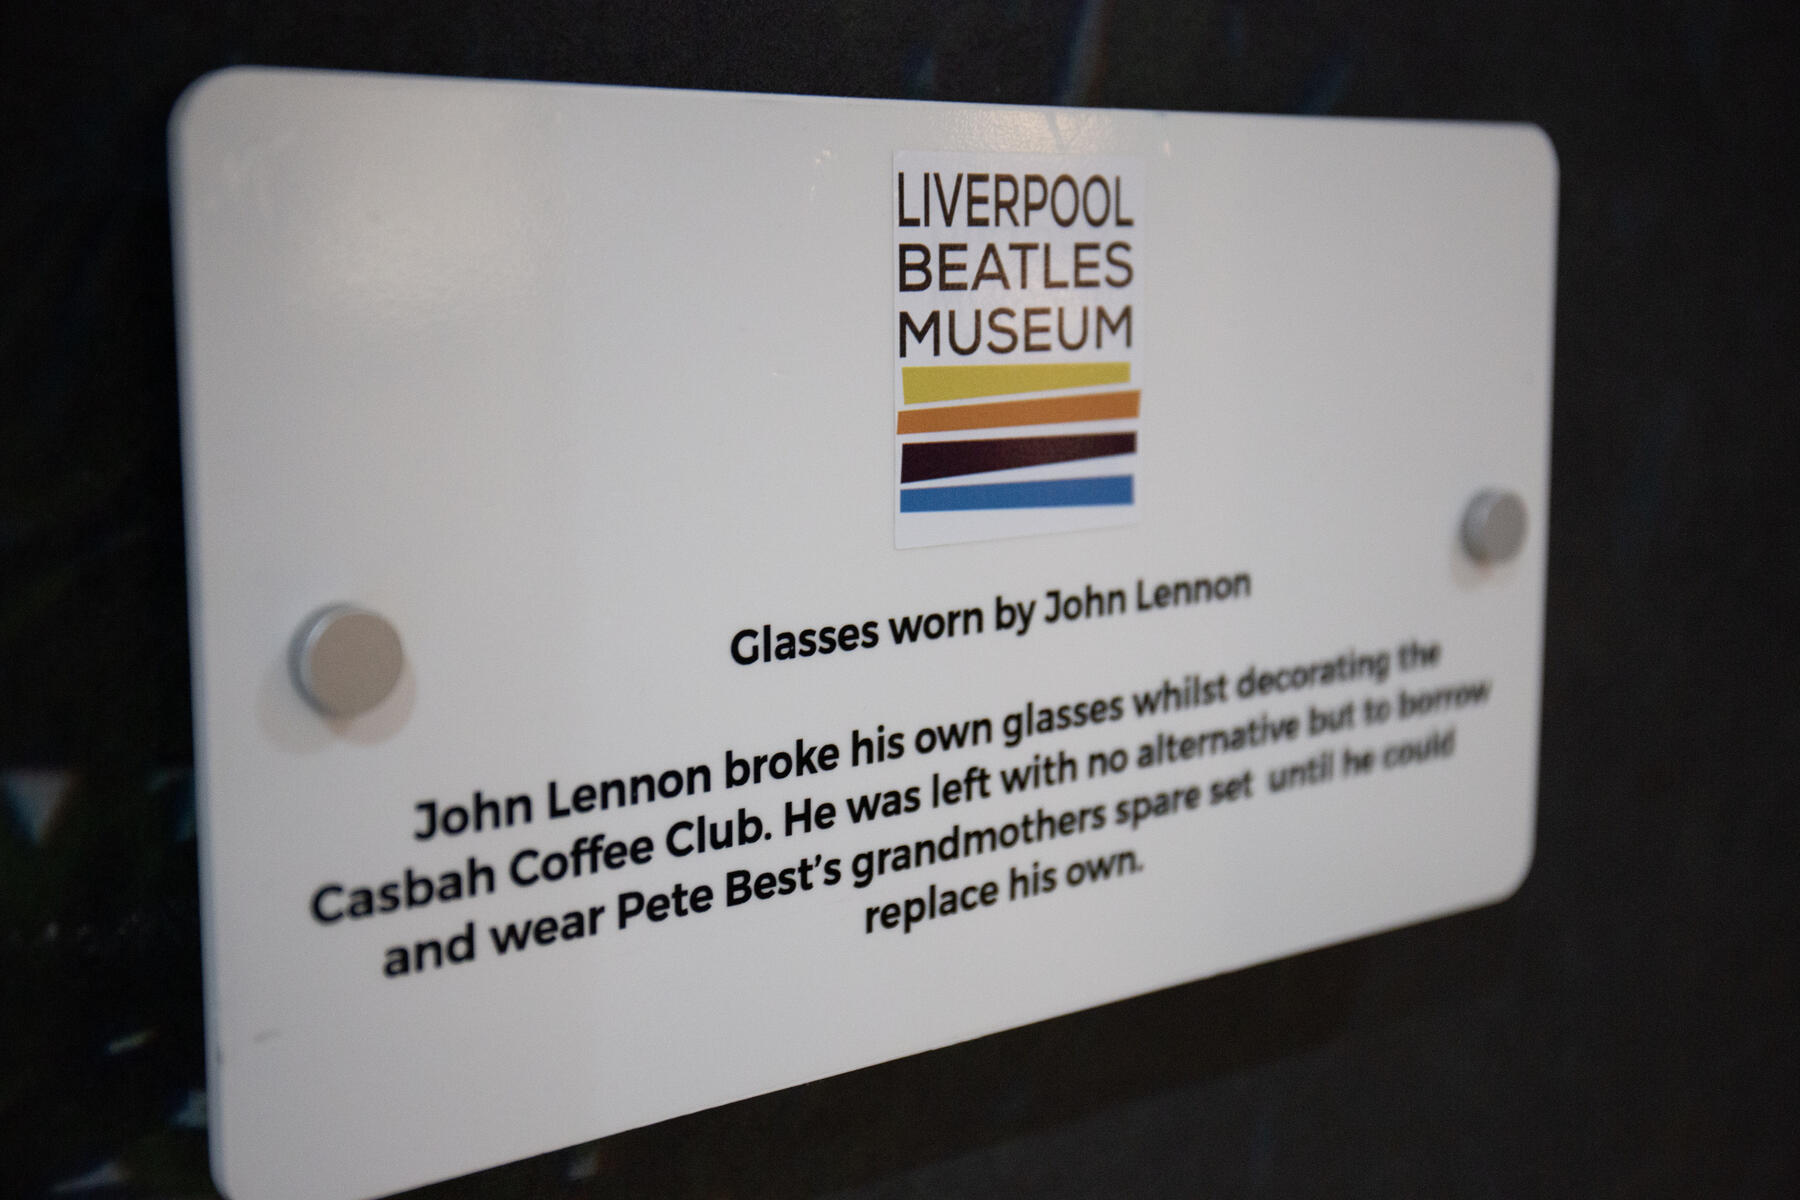 LIVERPOOL
BEATLES
MUSEUM
Glasses worn by John Lennon
John Lennon broke his own glasses whilst decorating the
Casbah Coffee Club. He was left with no alternative but to borrow
and wear Pete Best's grandmothers spare set  until he could
replace his own.